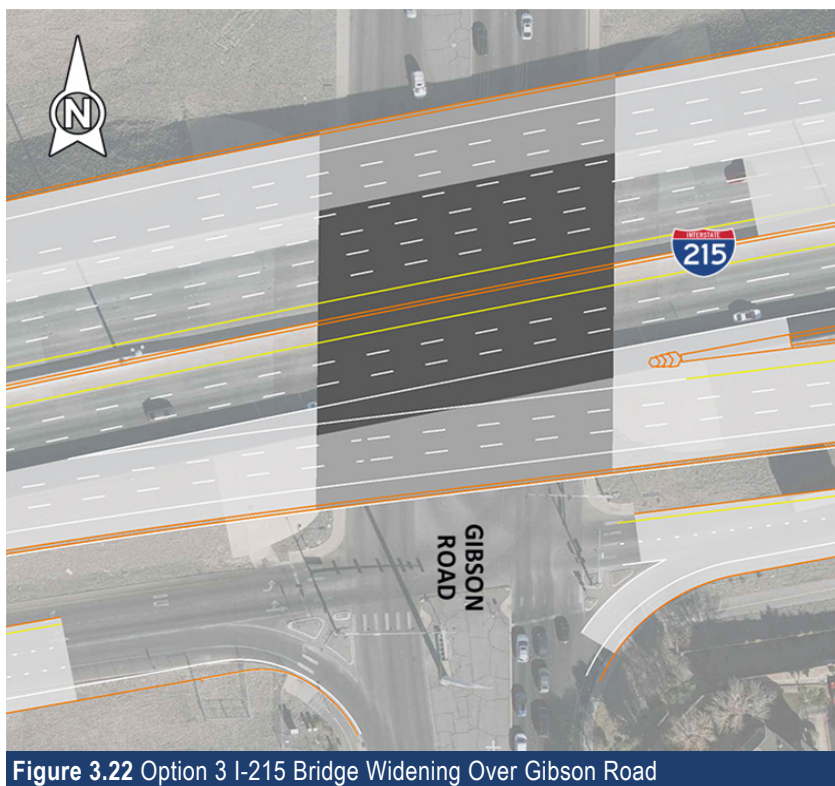 N
INTERSTATE
215
GIBSON
ROAD
Figure 3.22 Option 3 I-215 Bridge Widening Over Gibson Road